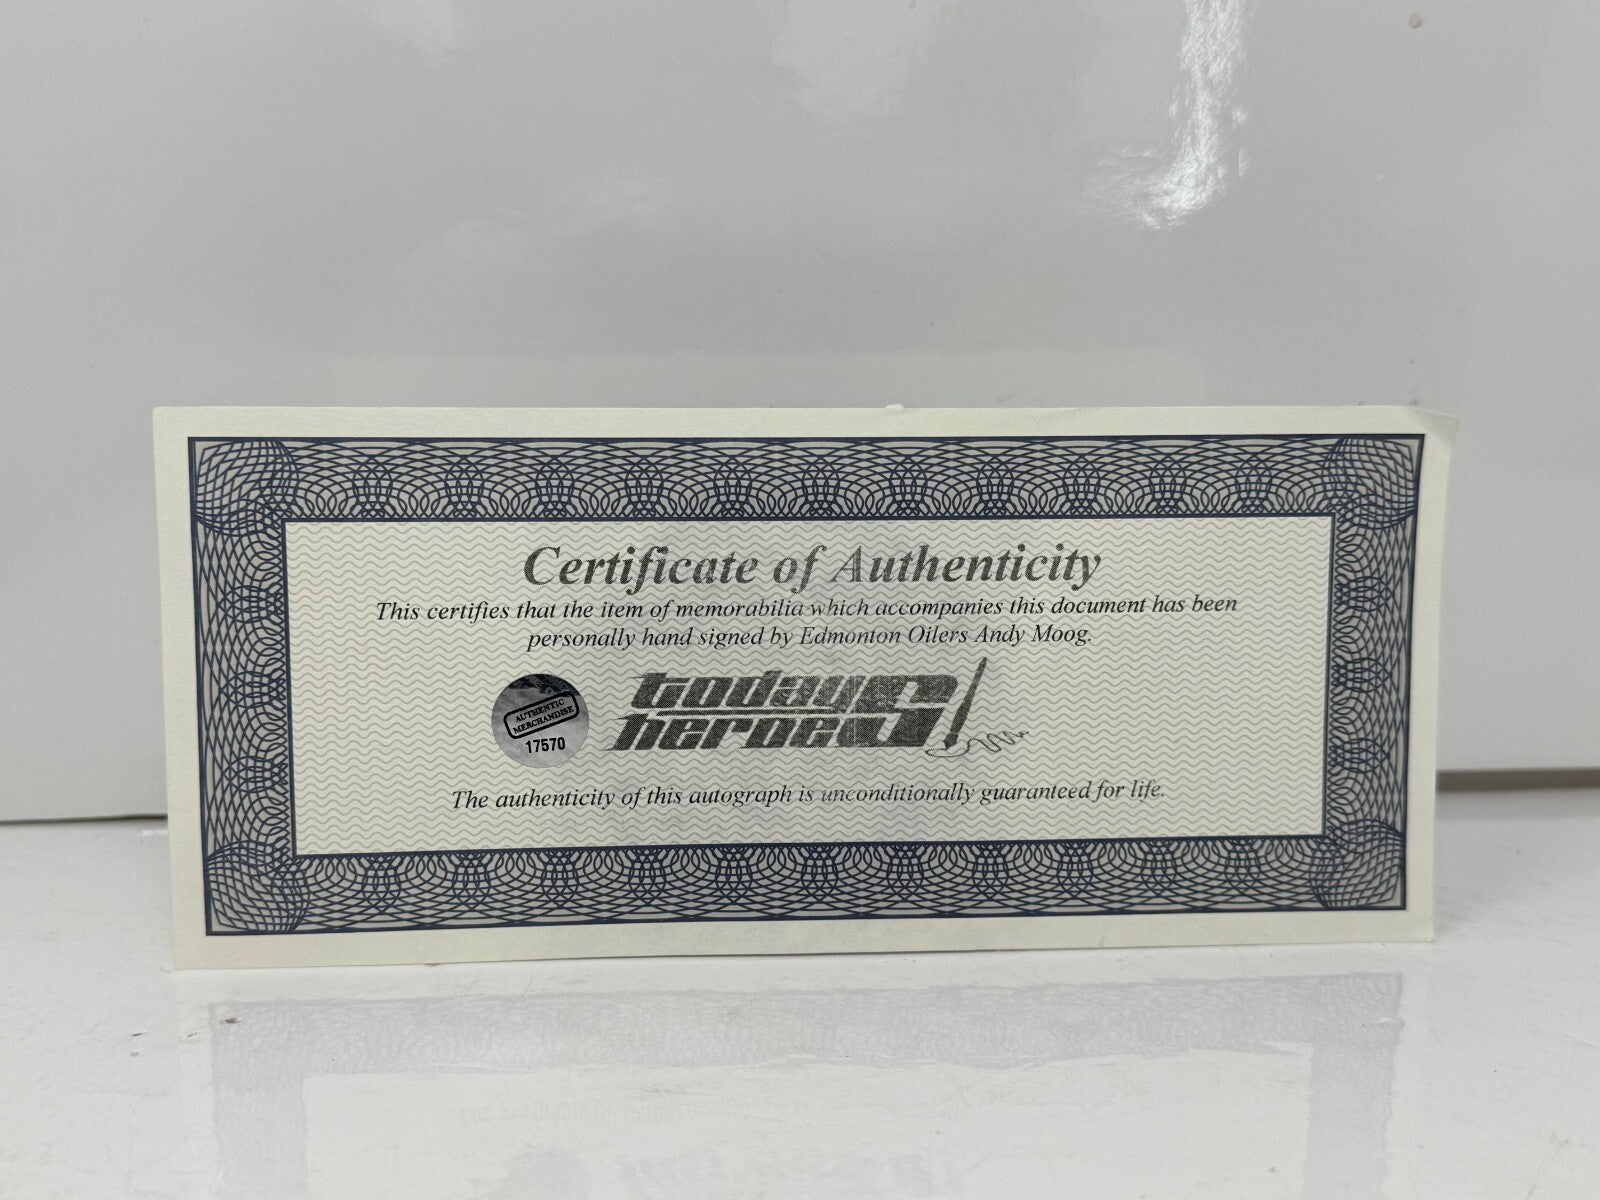 Certificate of Authenticity
This certifies that the item of memorabilia which accompanies this document has been
personally hand signed by Edmonton Oilers Andy Moog.
AUTHENTIC
MERCHANDISE
17570
todays
heroes
The authenticity of this autograph is unconditionally guaranteed for life.